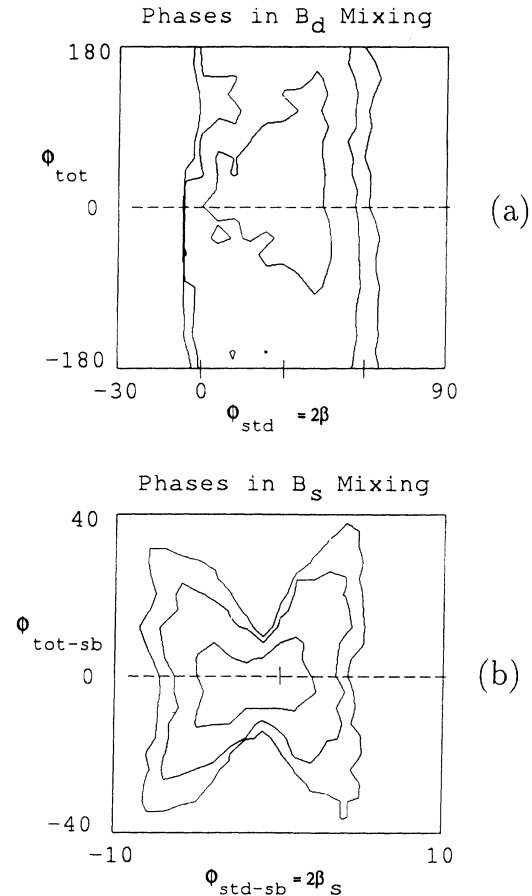 Phases in B_d Mixing
180
Φ_tot
0
(a)
-180
-30 0 90
Φ_std = 2β
Phases in B_s Mixing
40
Φ_tot-sb
0
(b)
-40
-10 10
Φ_std-sb = 2β_s